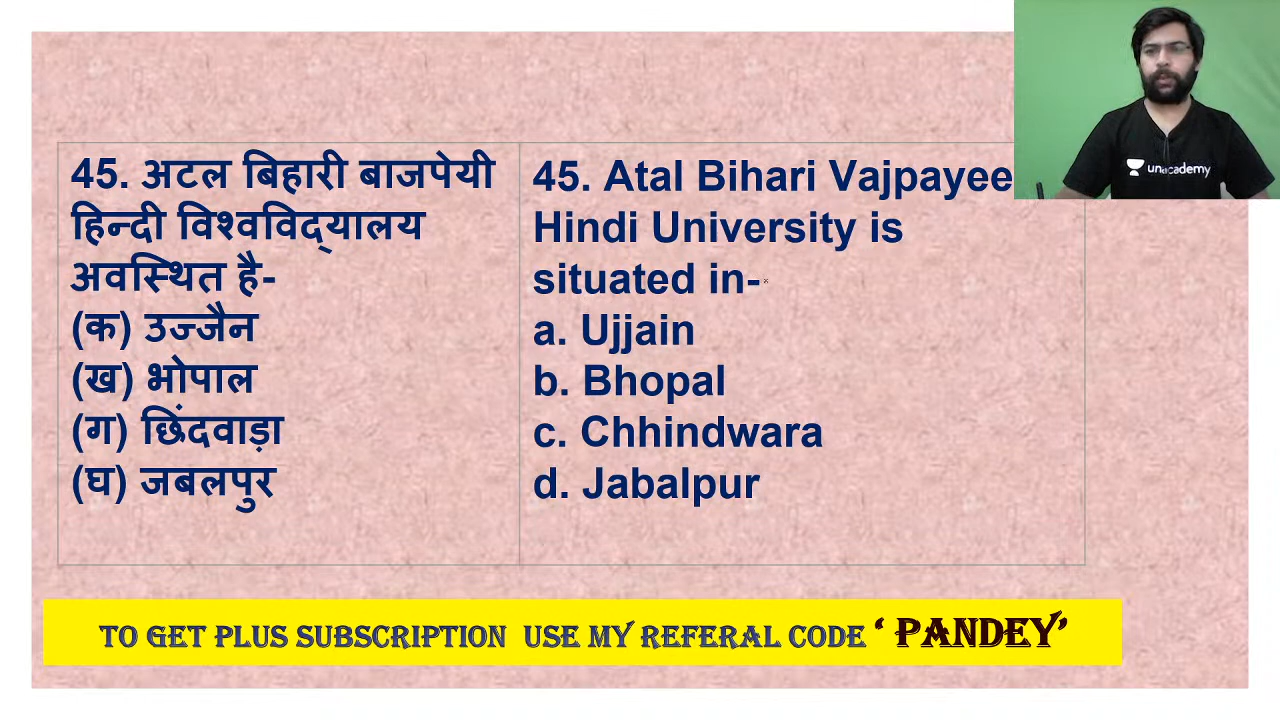 45. अटल बिहारी बाजपेयी
हिन्दी विश्वविद्यालय
अवस्थित है-
(क) उज्जैन
(ख) भोपाल
(ग) छिंदवाड़ा
(घ) जबलपुर
45. Atal Bihari Vajpayee
Hindi University is
situated in-
a. Ujjain
b. Bhopal
c. Chhindwara
d. Jabalpur
unacademy
TO GET PLUS SUBSCRIPTION USE MY REFERAL CODE ‘ PANDEY’